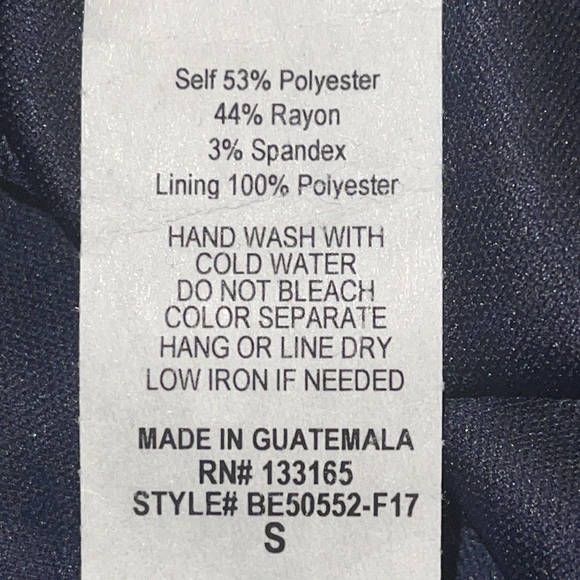 Self 53% Polyester
44% Rayon
3% Spandex
Lining 100% Polyester
HAND WASH WITH
COLD WATER
DO NOT BLEACH
COLOR SEPARATE
HANG OR LINE DRY
LOW IRON IF NEEDED
MADE IN GUATEMALA
RN# 133165
STYLE# BE50552-F17
S